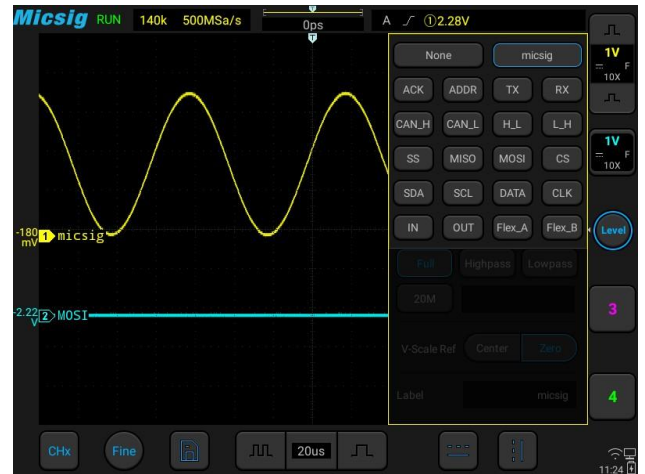 Micsig RUN 140k 500MSa/s 0ps A ①2.28V
None micsig
ACK ADDR TX RX
CAN_H CAN_L H_L L_H
SS MISO MOSI CS
SDA SCL DATA CLK
IN OUT Flex_A Flex_B
Full Highpass Lowpass
20M
V-Scale Ref Center Zero
Label micsig
1V
F
10X
1V
F
10X
Level
3
4
-180
mV
1 micsig
-2.22
V
2 MOSI
CHx Fine 20us
11:24